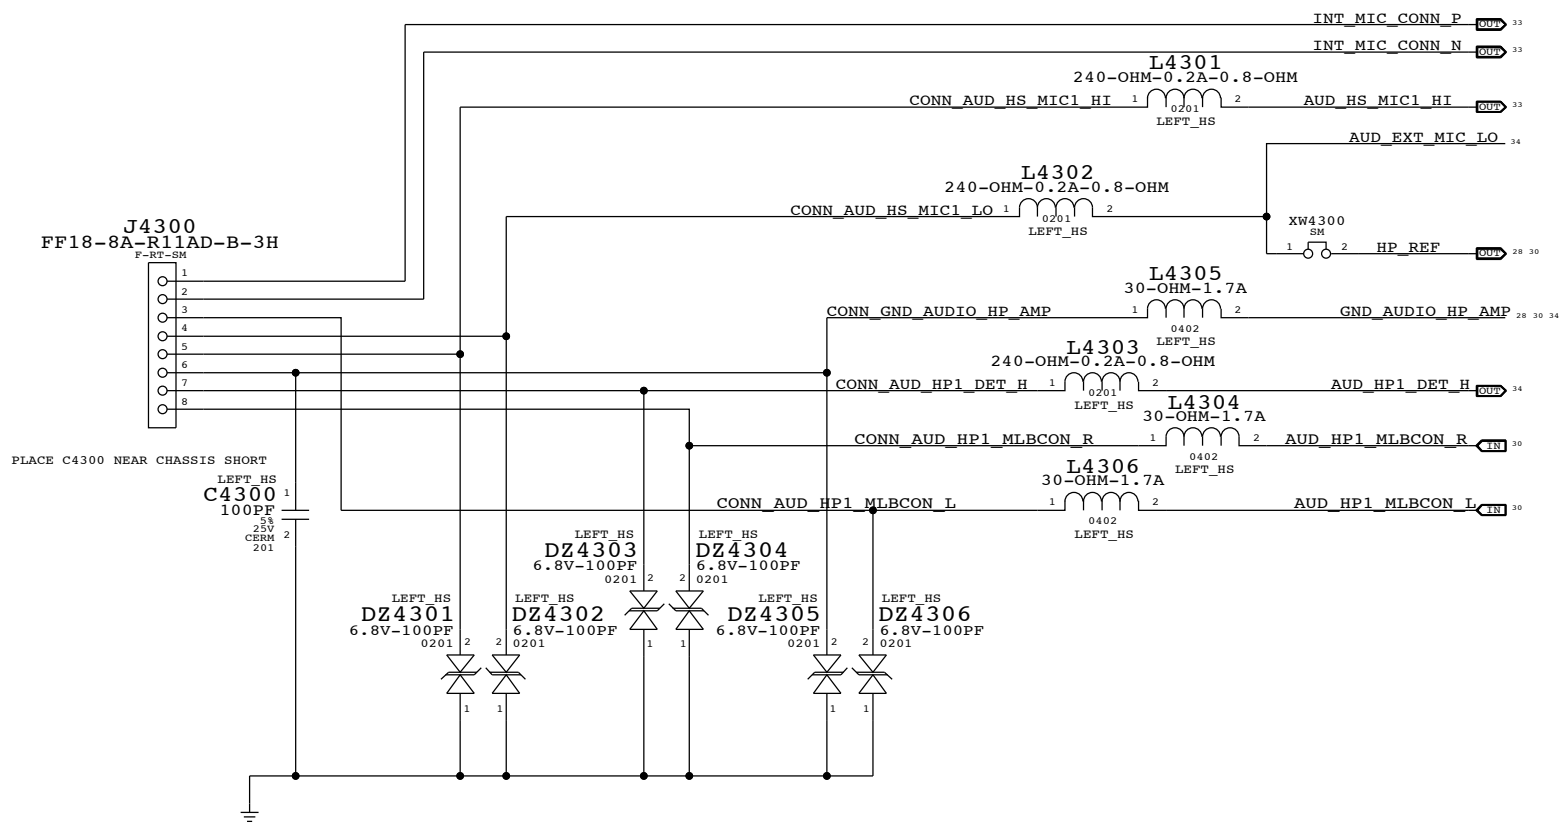 INT_MIC_CONN_P OUT 33
INT_MIC_CONN_N OUT 33
L4301
240-OHM-0.2A-0.8-OHM
CONN_AUD_HS_MIC1_HI 1 2 AUD_HS_MIC1_HI OUT 33
0201
LEFT_HS
AUD_EXT_MIC_LO 34
L4302
240-OHM-0.2A-0.8-OHM
CONN_AUD_HS_MIC1_LO 1 2
0201
LEFT_HS
XW4300
SM
1 2 HP_REF OUT 28 30
J4300
FF18-8A-R11AD-B-3H
F-RT-SM
1
2
3
4
5
6
7
8
L4305
30-OHM-1.7A
CONN_GND_AUDIO_HP_AMP 1 2 GND_AUDIO_HP_AMP 28 30 34
0402
LEFT_HS
L4303
240-OHM-0.2A-0.8-OHM
CONN_AUD_HP1_DET_H 1 2 AUD_HP1_DET_H OUT 34
0201
LEFT_HS
L4304
30-OHM-1.7A
CONN_AUD_HP1_MLBCON_R 1 2 AUD_HP1_MLBCON_R IN 30
0402
LEFT_HS
L4306
30-OHM-1.7A
CONN_AUD_HP1_MLBCON_L 1 2 AUD_HP1_MLBCON_L IN 30
0402
LEFT_HS
PLACE C4300 NEAR CHASSIS SHORT
LEFT_HS
C4300 1
100PF
5%
25V
CERM 2
201
LEFT_HS
DZ4303
6.8V-100PF
0201 2
1
LEFT_HS
DZ4304
6.8V-100PF
2 0201
1
LEFT_HS
DZ4301
6.8V-100PF
0201 2
1
LEFT_HS
DZ4302
6.8V-100PF
2 0201
1
LEFT_HS
DZ4305
6.8V-100PF
0201 2
1
LEFT_HS
DZ4306
6.8V-100PF
2 0201
1